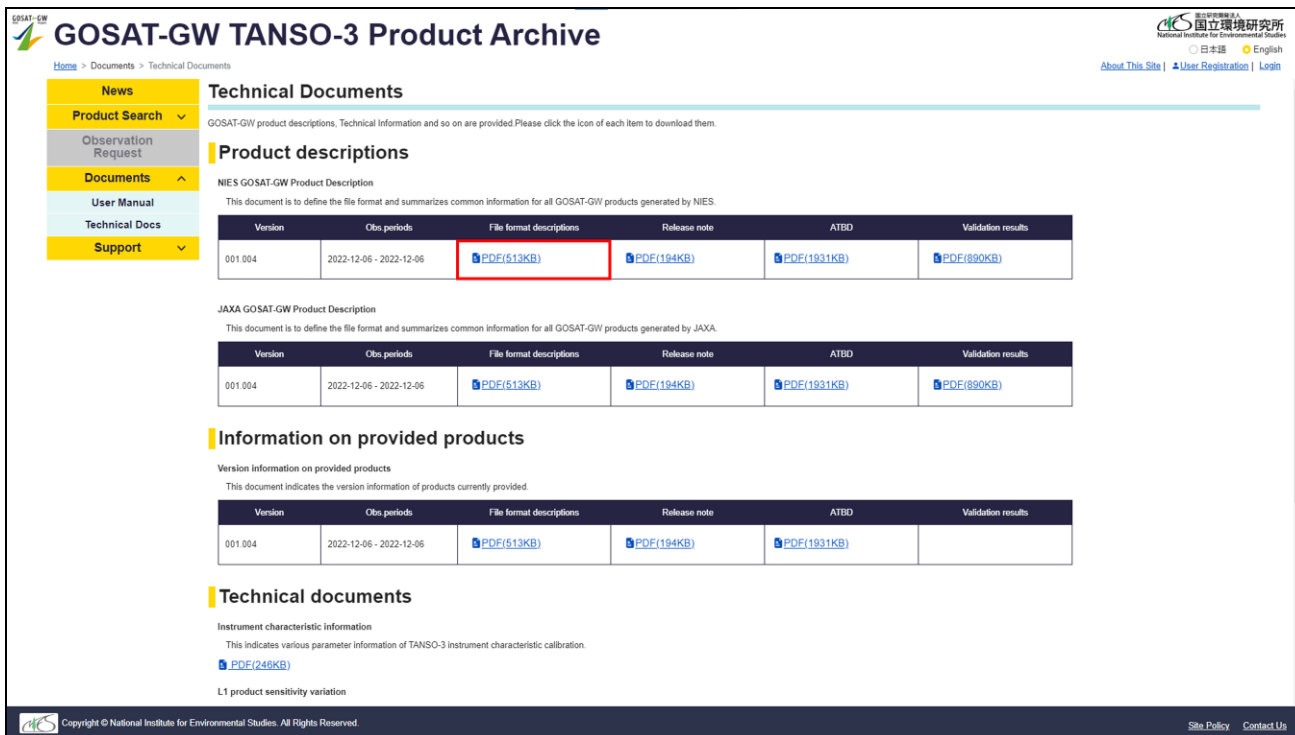 GOSAT-GW
GOSAT-GW TANSO-3 Product Archive
国立研究開発法人
国立環境研究所
National Institute for Environmental Studies
日本語 English
Home > Documents > Technical Documents
About This Site | User Registration | Login
News
Product Search
Observation
Request
Documents
User Manual
Technical Docs
Support
Technical Documents
GOSAT-GW product descriptions, Technical Information and so on are provided.Please click the icon of each item to download them.
Product descriptions
NIES GOSAT-GW Product Description
This document is to define the file format and summarizes common information for all GOSAT-GW products generated by NIES.
Version Obs.periods File format descriptions Release note ATBD Validation results
001.004 2022-12-06 - 2022-12-06 PDF(513KB) PDF(194KB) PDF(1931KB) PDF(890KB)
JAXA GOSAT-GW Product Description
This document is to define the file format and summarizes common information for all GOSAT-GW products generated by JAXA.
Version Obs.periods File format descriptions Release note ATBD Validation results
001.004 2022-12-06 - 2022-12-06 PDF(513KB) PDF(194KB) PDF(1931KB) PDF(890KB)
Information on provided products
Version information on provided products
This document indicates the version information of products currently provided.
Version Obs.periods File format descriptions Release note ATBD Validation results
001.004 2022-12-06 - 2022-12-06 PDF(513KB) PDF(194KB) PDF(1931KB)
Technical documents
Instrument characteristic information
This indicates various parameter information of TANSO-3 instrument characteristic calibration.
PDF(246KB)
L1 product sensitivity variation
NIES
Copyright © National Institute for Environmental Studies. All Rights Reserved.
Site Policy Contact Us